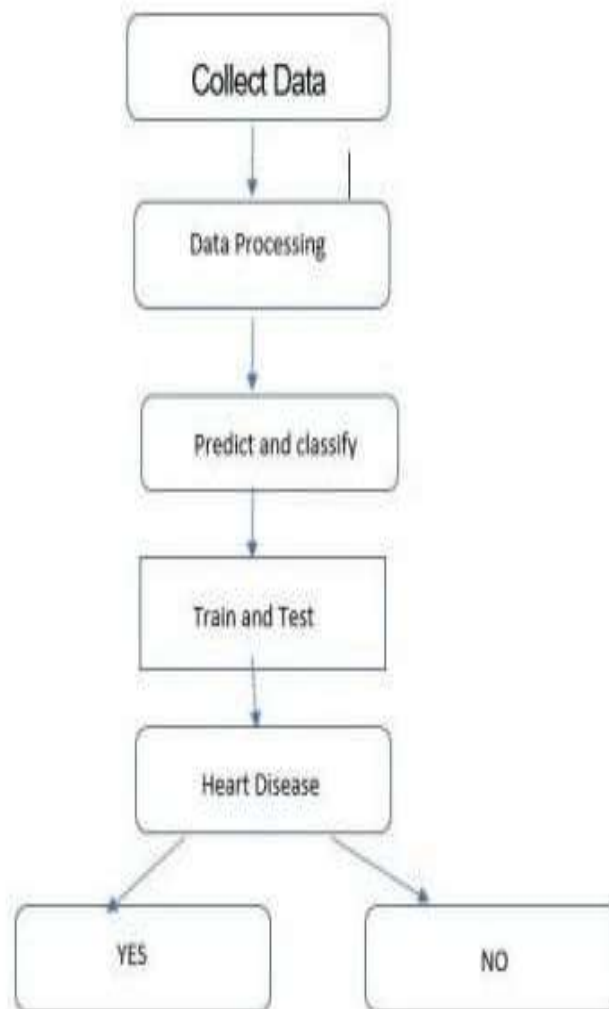 Collect Data
Data Processing
Predict and classify
Train and Test
Heart Disease
YES
NO